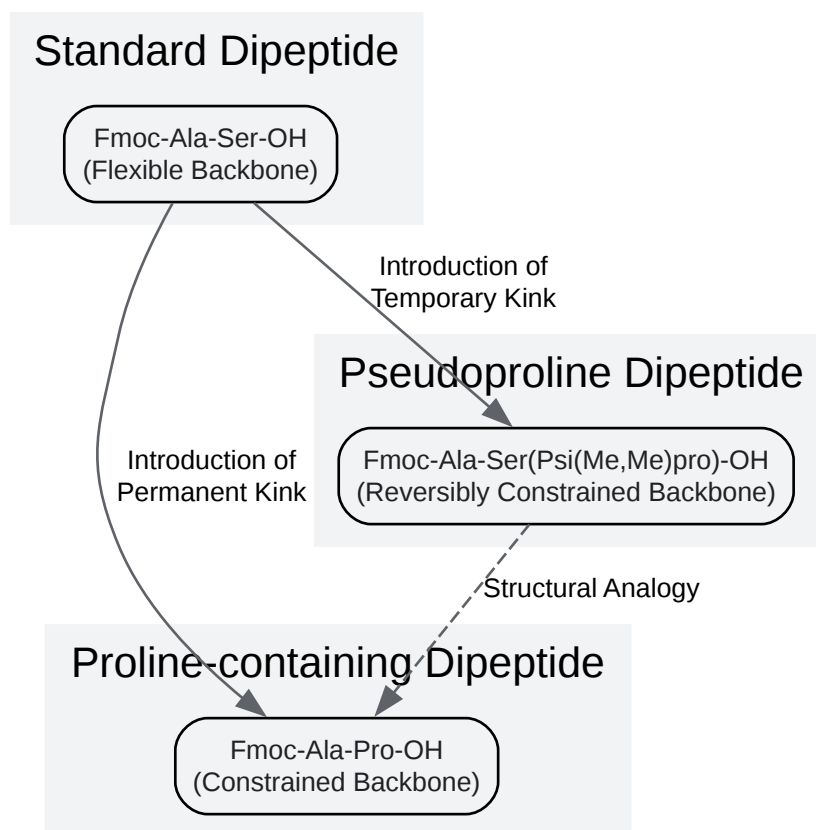 Standard Dipeptide
Fmoc-Ala-Ser-OH
(Flexible Backbone)
Introduction of
Temporary Kink
Pseudoproline Dipeptide
Fmoc-Ala-Ser(Psi(Me,Me)pro)-OH
(Reversibly Constrained Backbone)
Introduction of
Permanent Kink
Structural Analogy
Proline-containing Dipeptide
Fmoc-Ala-Pro-OH
(Constrained Backbone)